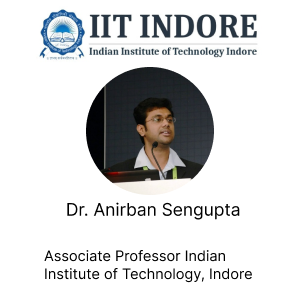 IIT INDORE
Indian Institute of Technology Indore
Dr. Anirban Sengupta
Associate Professor Indian
Institute of Technology, Indore